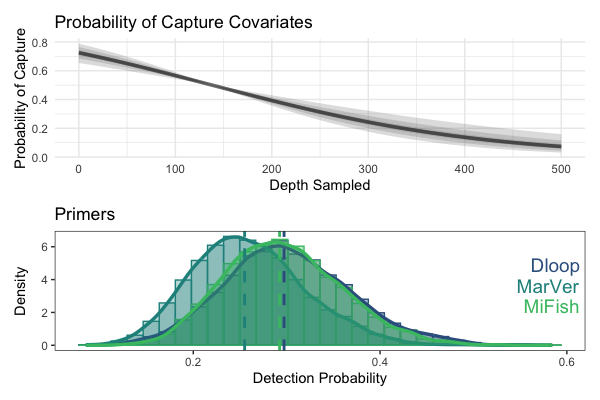 Probability of Capture Covariates
Probability of Capture
0.8
0.6
0.4
0.2
0.0
0 100 200 300 400 500
Depth Sampled
Primers
Density
6
4
2
0
Dloop
MarVer
MiFish
0.2 0.4 0.6
Detection Probability